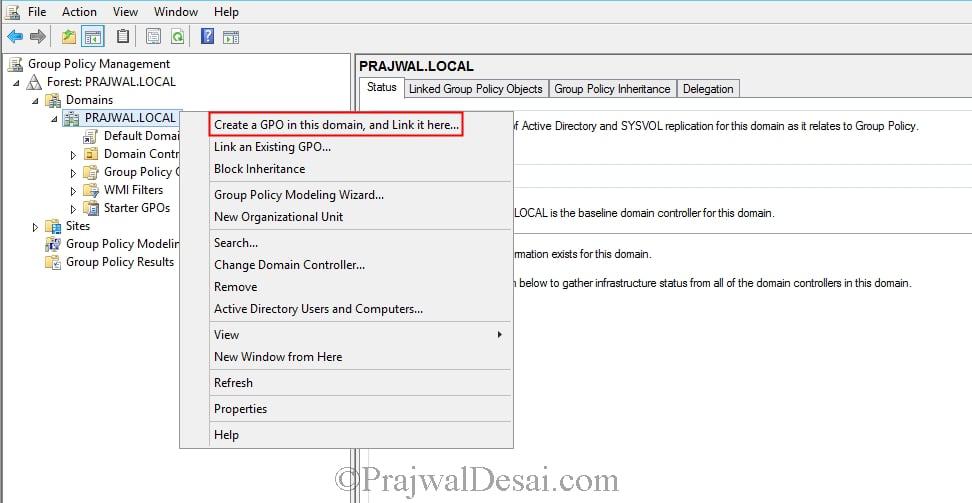 File Action View Window Help
Group Policy Management
Forest: PRAJWAL.LOCAL
Domains
PRAJWAL.LOCAL
Default Domai
Domain Contr
Group Policy O
WMI Filters
Starter GPOs
Sites
Group Policy Modelin
Group Policy Results
Create a GPO in this domain, and Link it here...
Link an Existing GPO...
Block Inheritance
Group Policy Modeling Wizard...
New Organizational Unit
Search...
Change Domain Controller...
Remove
Active Directory Users and Computers...
View
New Window from Here
Refresh
Properties
Help
PRAJWAL.LOCAL
Status Linked Group Policy Objects Group Policy Inheritance Delegation
of Active Directory and SYSVOL replication for this domain as it relates to Group Policy.
LOCAL is the baseline domain controller for this domain.
mation exists for this domain.
n below to gather infrastructure status from all of the domain controllers in this domain.
©PrajwalDesai.com